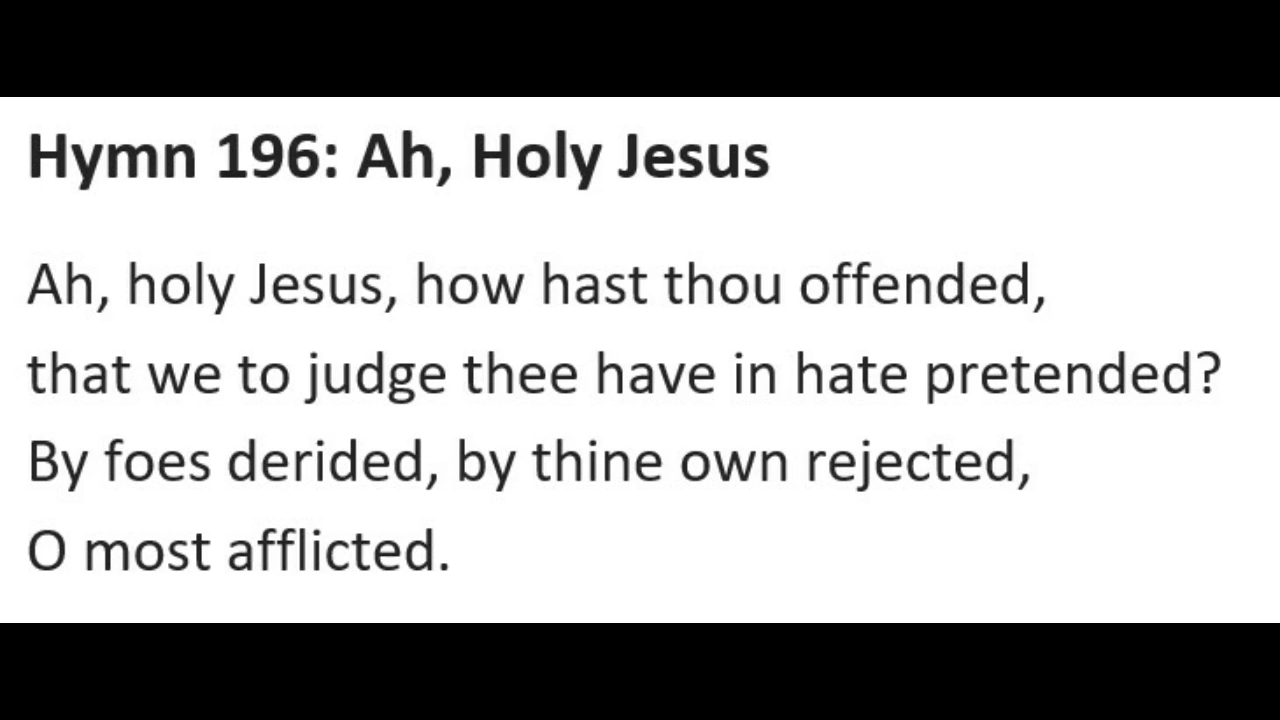 Hymn 196: Ah, Holy Jesus
Ah, holy Jesus, how hast thou offended,
that we to judge thee have in hate pretended?
By foes derided, by thine own rejected,
O most afflicted.